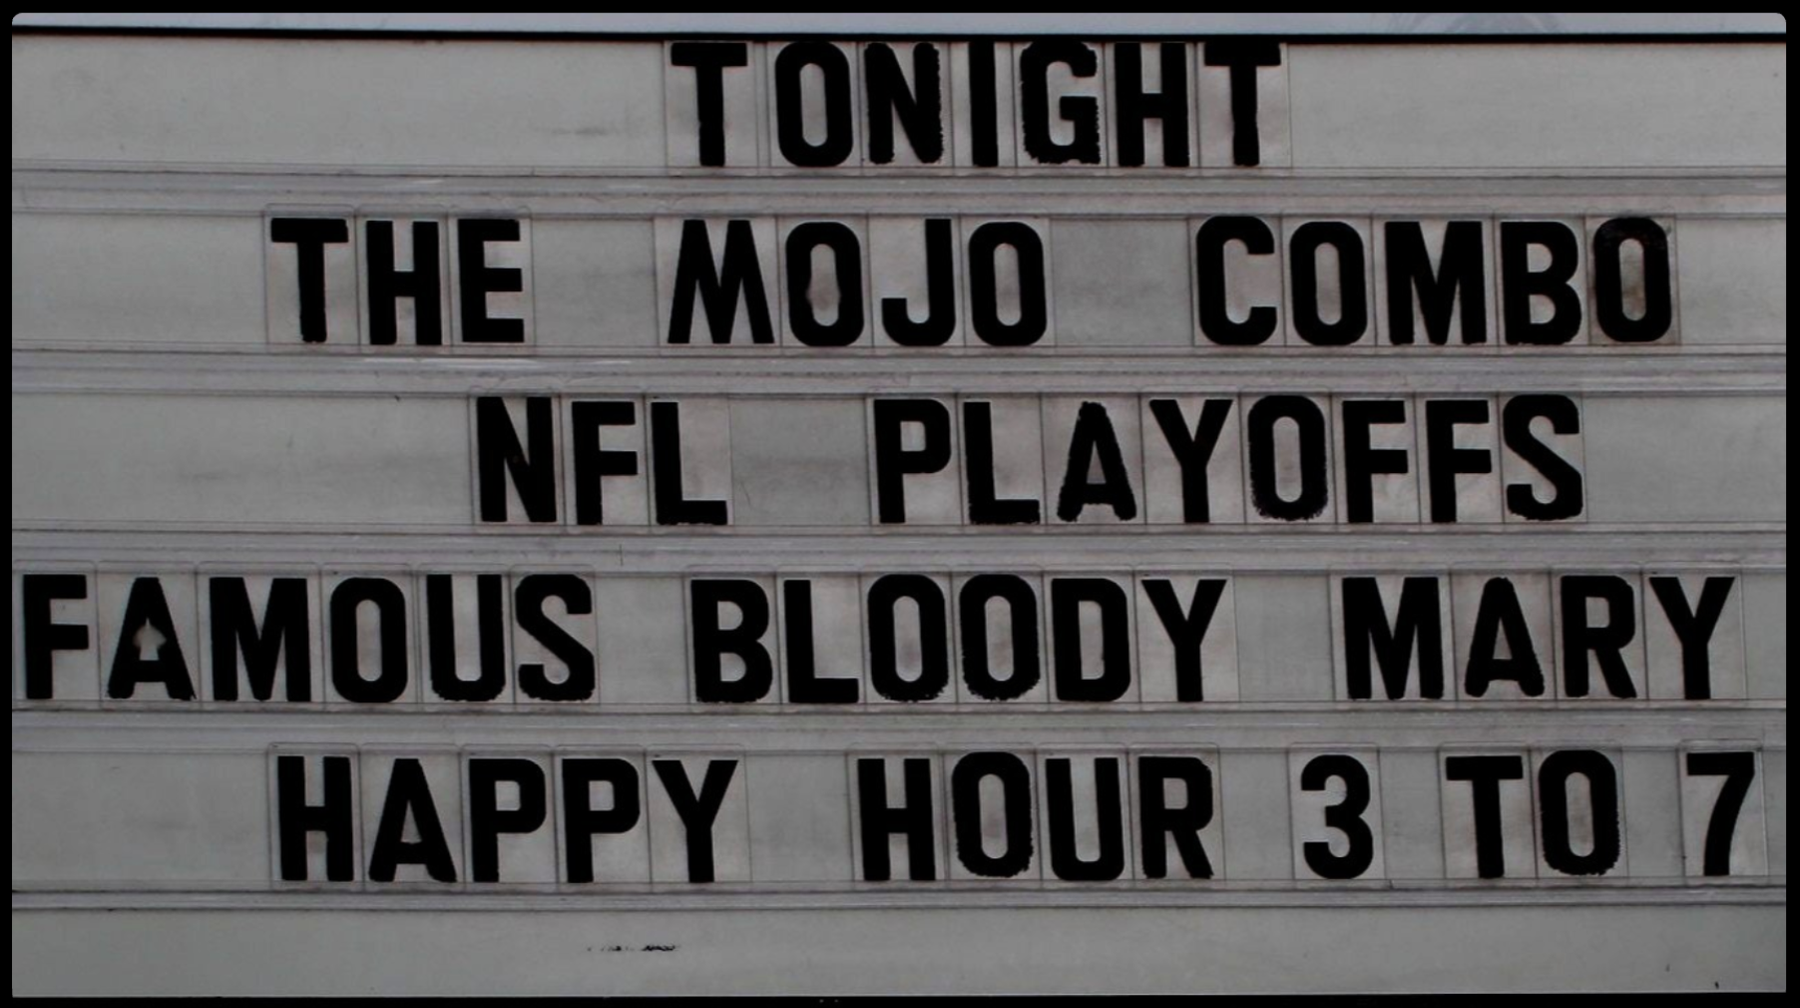 TONIGHT
THE MOJO COMBO
NFL PLAYOFFS
FAMOUS BLOODY MARY
HAPPY HOUR 3 TO 7